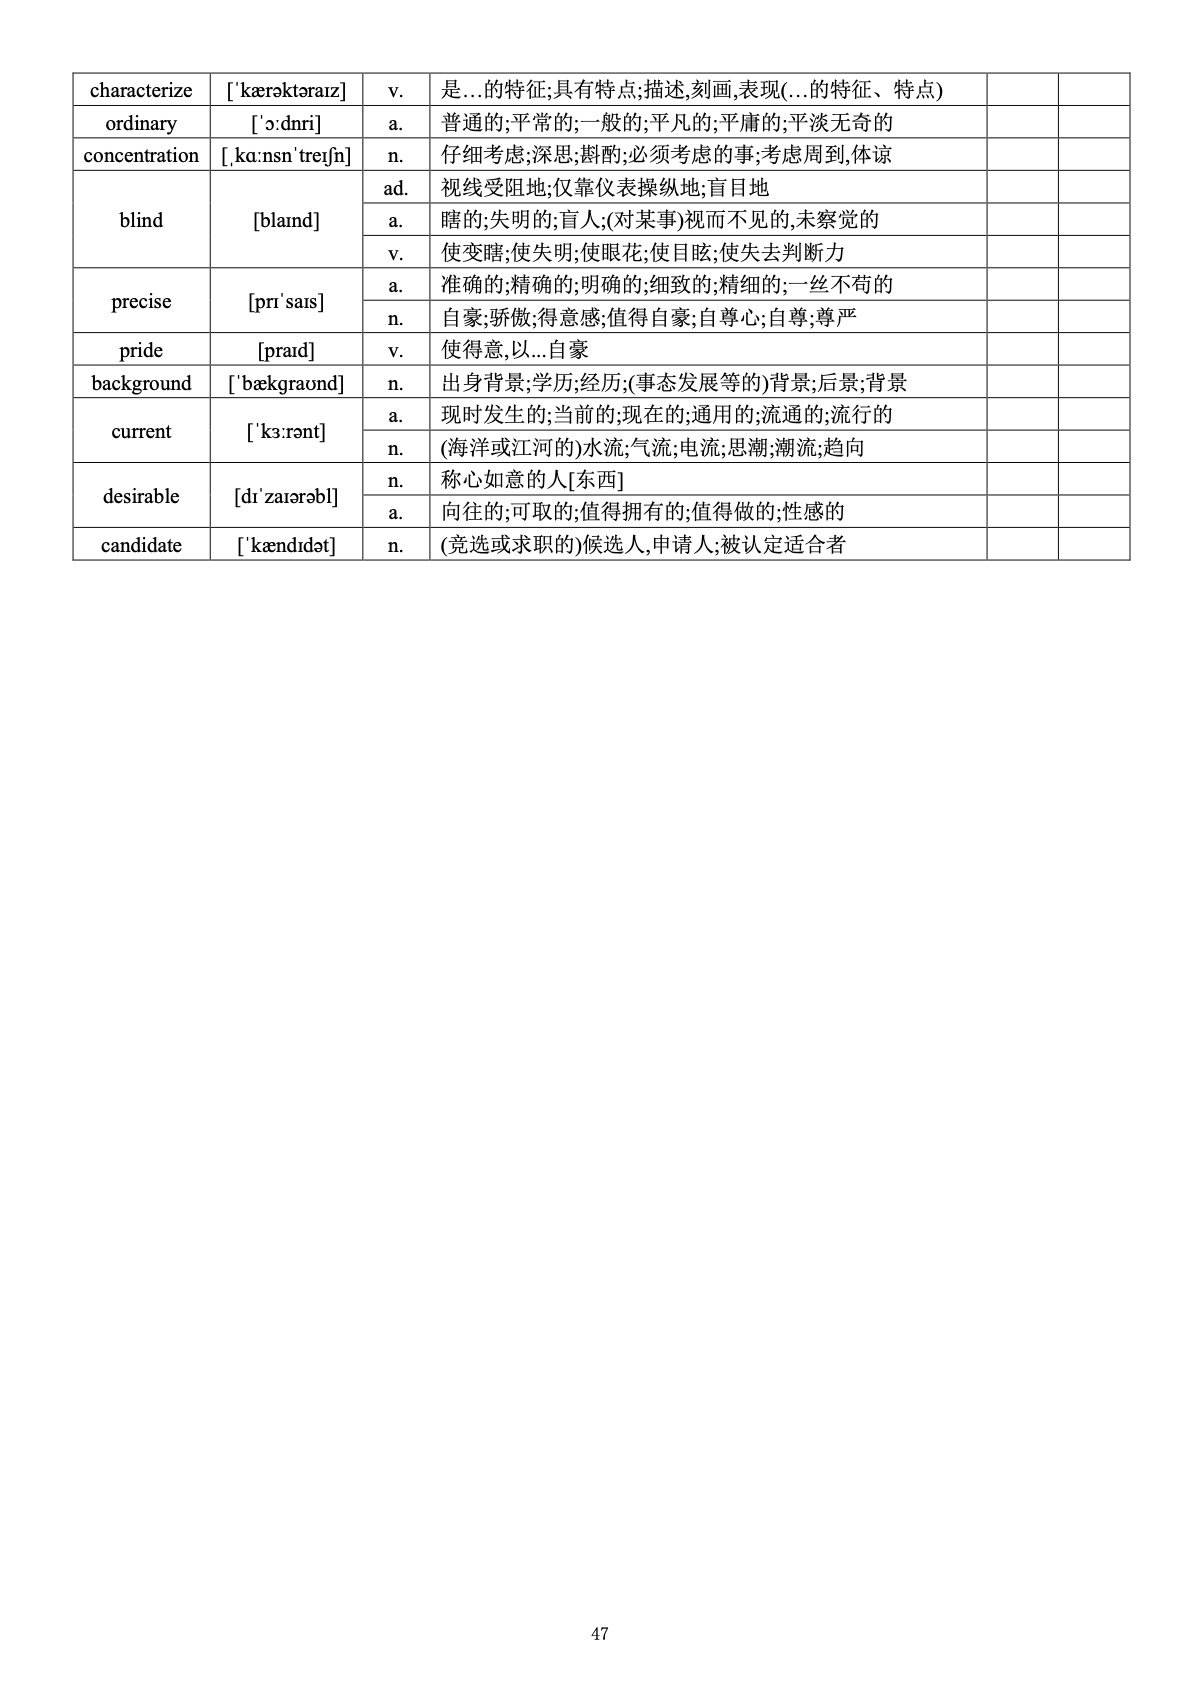 characterize [ˈkærəktəraɪz] v. 是…的特征;具有特点;描述,刻画,表现(…的特征、特点)
ordinary [ˈɔːdnri] a. 普通的;平常的;一般的;平凡的;平庸的;平淡无奇的
concentration [ˌkɑːnsnˈtreɪʃn] n. 仔细考虑;深思;斟酌;必须考虑的事;考虑周到,体谅
blind [blaɪnd] ad. 视线受阻地;仅靠仪表操纵地;盲目地
a. 瞎的;失明的;盲人;(对某事)视而不见的,未察觉的
v. 使变瞎;使失明;使眼花;使目眩;使失去判断力
precise [prɪˈsaɪs] a. 准确的;精确的;明确的;细致的;精细的;一丝不苟的
n. 自豪;骄傲;得意感;值得自豪;自尊心;自尊;尊严
pride [praɪd] v. 使得意,以...自豪
background [ˈbækɡraʊnd] n. 出身背景;学历;经历;(事态发展等的)背景;后景;背景
current [ˈkɜːrənt] a. 现时发生的;当前的;现在的;通用的;流通的;流行的
n. (海洋或江河的)水流;气流;电流;思潮;潮流;趋向
desirable [dɪˈzaɪərəbl] n. 称心如意的人[东西]
a. 向往的;可取的;值得拥有的;值得做的;性感的
candidate [ˈkændɪdət] n. (竞选或求职的)候选人,申请人;被认定适合者
47